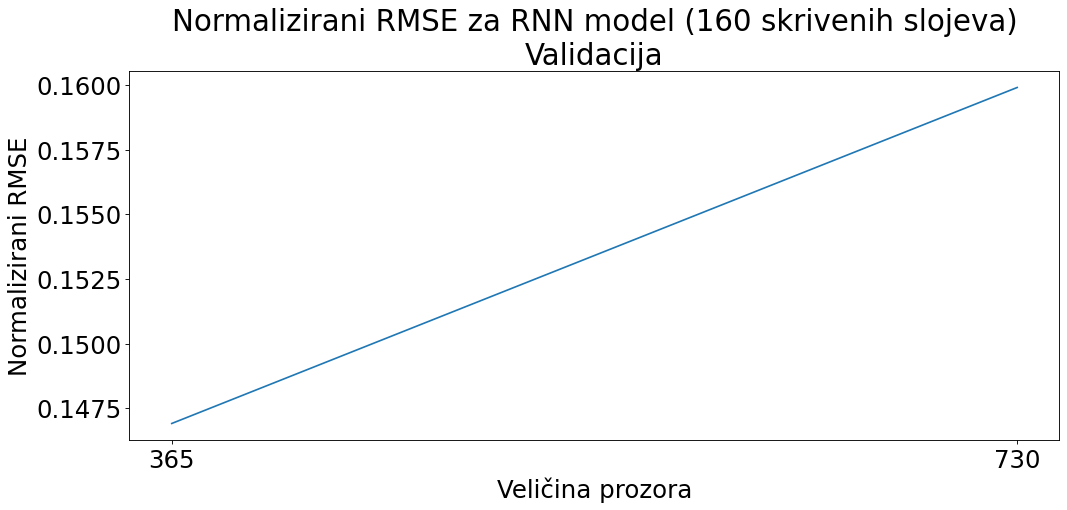 Normalizirani RMSE za RNN model (160 skrivenih slojeva)
Validacija
Normalizirani RMSE
0.1600
0.1575
0.1550
0.1525
0.1500
0.1475
365
730
Veličina prozora